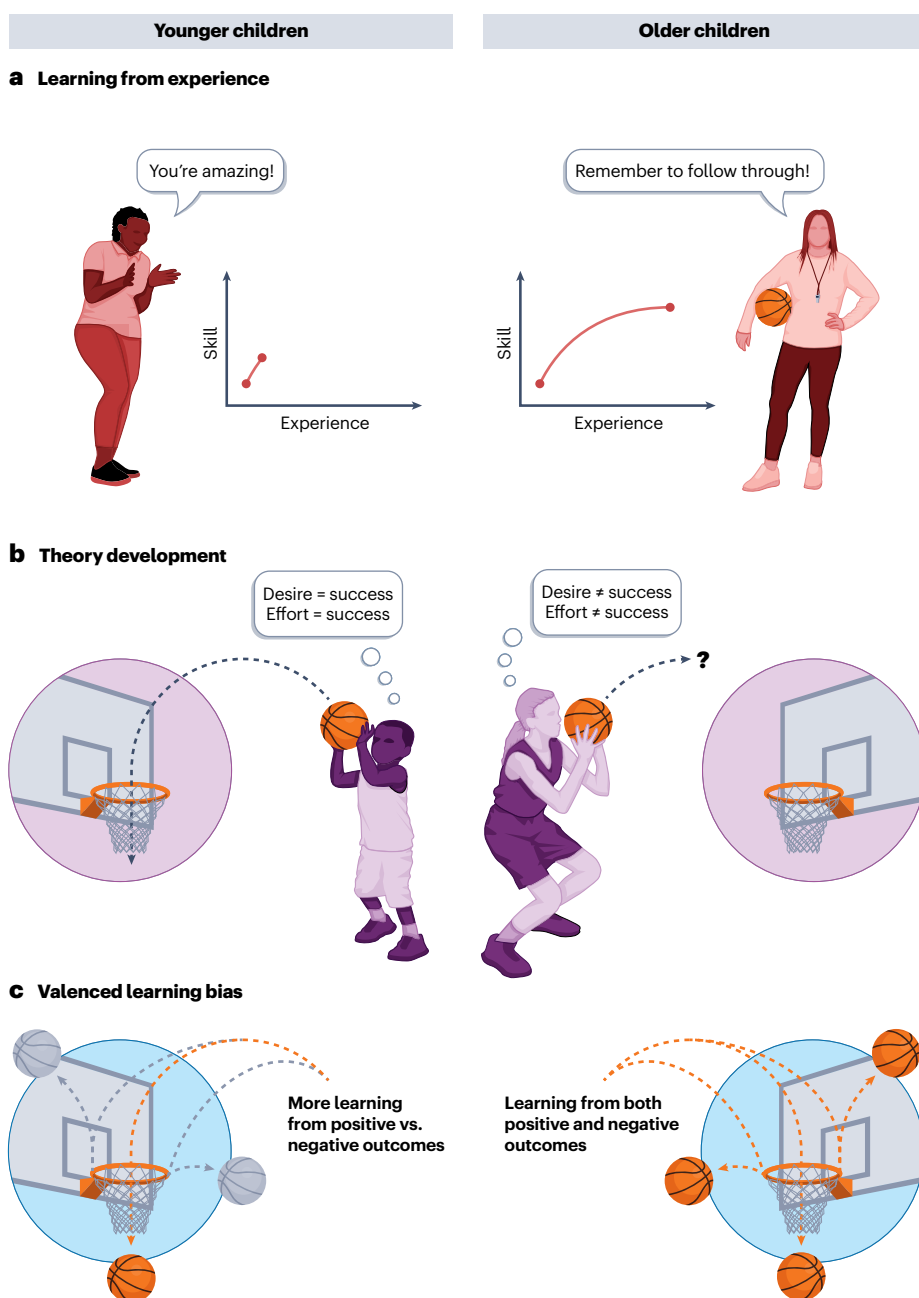 Younger children
Older children
a Learning from experience
You're amazing!
Remember to follow through!
Skill
Experience
Skill
Experience
b Theory development
Desire = success
Effort = success
Desire ≠ success
Effort ≠ success
?
c Valenced learning bias
More learning
from positive vs.
negative outcomes
Learning from both
positive and negative
outcomes